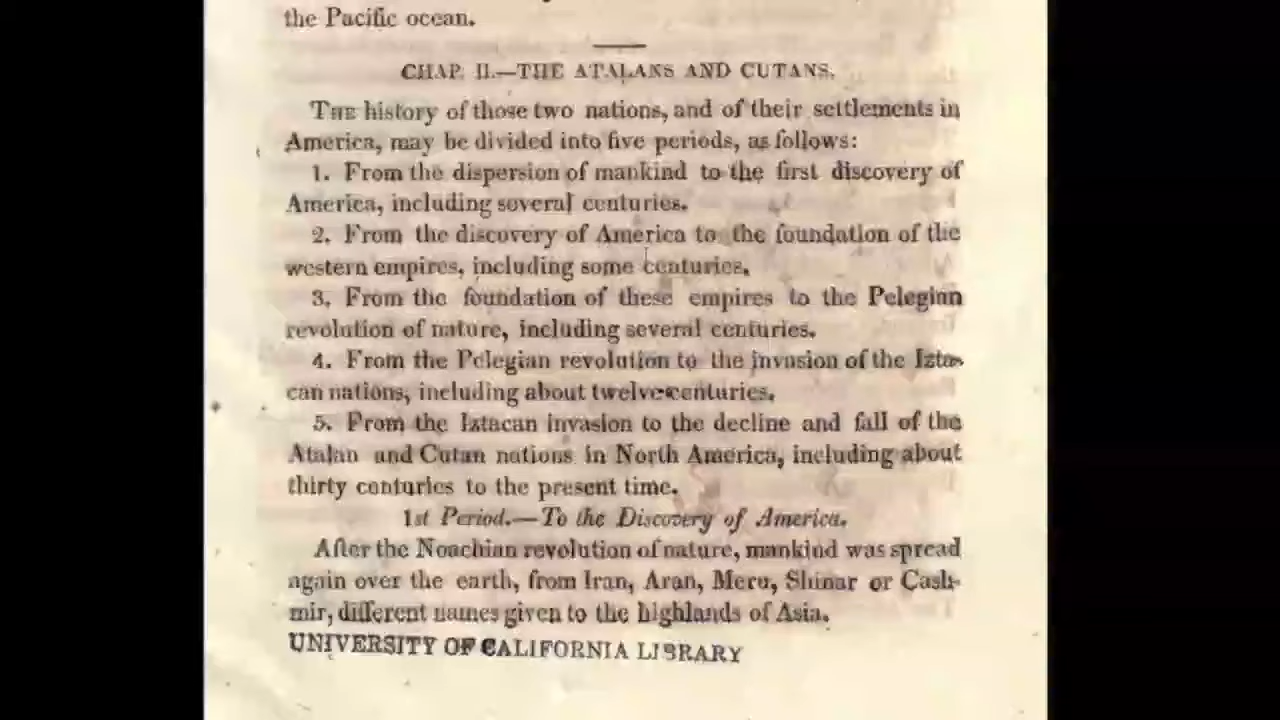 the Pacific ocean.
CHAP. II.—THE ATALANS AND CUTANS.
THE history of those two nations, and of their settlements in
America, may be divided into five periods, as follows:
1. From the dispersion of mankind to the first discovery of
America, including several centuries.
2. From the discovery of America to the foundation of the
western empires, including some centuries.
3. From the foundation of these empires to the Pelegian
revolution of nature, including several centuries.
4. From the Pelegian revolution to the invasion of the Izta-
can nations, including about twelve centuries.
5. From the Iztacan invasion to the decline and fall of the
Atalan and Cutan nations in North America, including about
thirty centuries to the present time.
1st Period.—To the Discovery of America.
After the Noachian revolution of nature, mankind was spread
again over the earth, from Iran, Aran, Meru, Shinar or Cash-
mir, different names given to the highlands of Asia.
UNIVERSITY OF CALIFORNIA LIBRARY